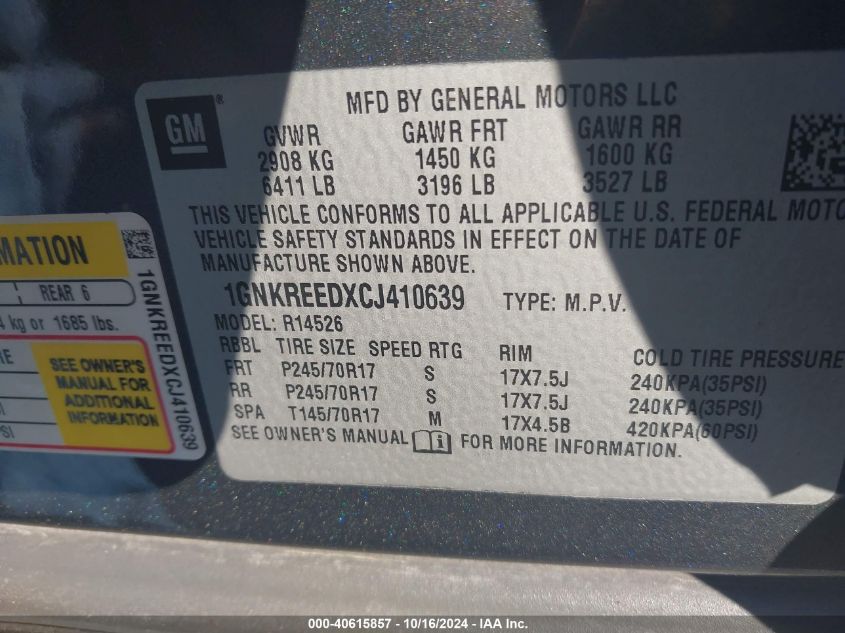 MFD BY GENERAL MOTORS LLC
GM ®
GVWR GAWR FRT GAWR RR
2908 KG 1450 KG 1600 KG
6411 LB 3196 LB 3527 LB
THIS VEHICLE CONFORMS TO ALL APPLICABLE U.S. FEDERAL MOTO
VEHICLE SAFETY STANDARDS IN EFFECT ON THE DATE OF
MANUFACTURE SHOWN ABOVE.
1GNKREEDXCJ410639 TYPE: M.P.V.
MODEL: R14526
RBBL TIRE SIZE SPEED RTG RIM COLD TIRE PRESSURE
FRT P245/70R17 S 17X7.5J 240KPA(35PSI)
RR P245/70R17 S 17X7.5J 240KPA(35PSI)
SPA T145/70R17 M 17X4.5B 420KPA(60PSI)
SEE OWNER'S MANUAL i FOR MORE INFORMATION.
MATION
REAR 6
kg or 1685 lbs.
SEE OWNER'S
MANUAL FOR
ADDITIONAL
INFORMATION
1GNKREEDXCJ410639
000-40615857 - 10/16/2024 - IAA Inc.